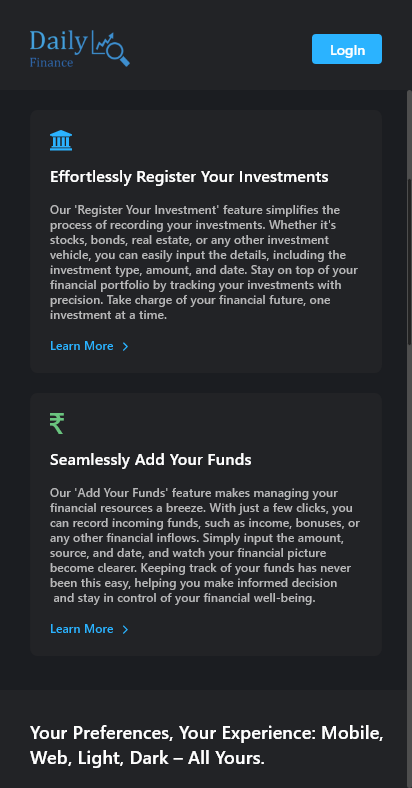 Daily
Finance
LogIn
Effortlessly Register Your Investments
Our 'Register Your Investment' feature simplifies the
process of recording your investments. Whether it's
stocks, bonds, real estate, or any other investment
vehicle, you can easily input the details, including the
investment type, amount, and date. Stay on top of your
financial portfolio by tracking your investments with
precision. Take charge of your financial future, one
investment at a time.
Learn More >
₹
Seamlessly Add Your Funds
Our 'Add Your Funds' feature makes managing your
financial resources a breeze. With just a few clicks, you
can record incoming funds, such as income, bonuses, or
any other financial inflows. Simply input the amount,
source, and date, and watch your financial picture
become clearer. Keeping track of your funds has never
been this easy, helping you make informed decision
and stay in control of your financial well-being.
Learn More >
Your Preferences, Your Experience: Mobile,
Web, Light, Dark – All Yours.